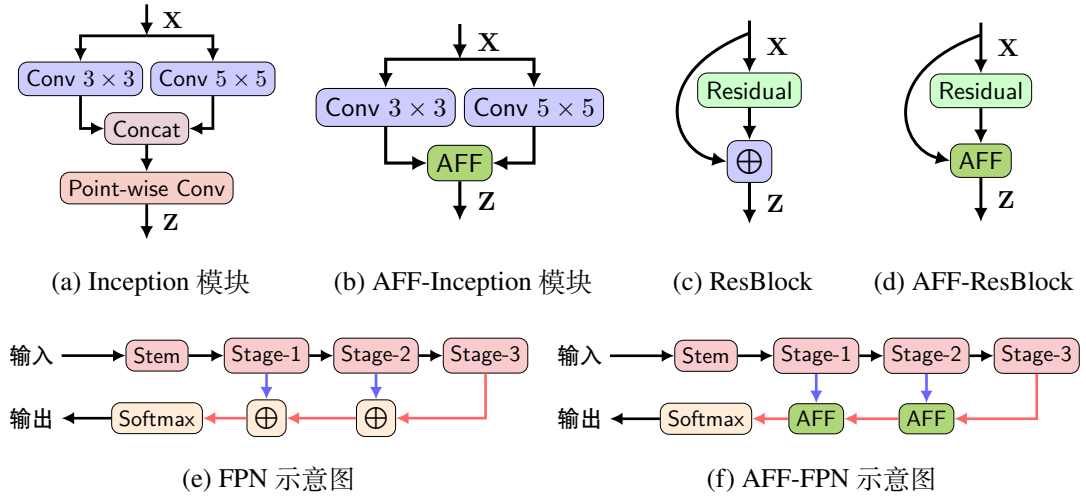 X
Conv 3 × 3 Conv 5 × 5
Concat
Point-wise Conv
Z
(a) Inception 模块
X
Conv 3 × 3 Conv 5 × 5
AFF
Z
(b) AFF-Inception 模块
X
Residual
⊕
Z
(c) ResBlock
X
Residual
AFF
Z
(d) AFF-ResBlock
输入 Stem Stage-1 Stage-2 Stage-3
输出 Softmax ⊕ ⊕
(e) FPN 示意图
输入 Stem Stage-1 Stage-2 Stage-3
输出 Softmax AFF AFF
(f) AFF-FPN 示意图